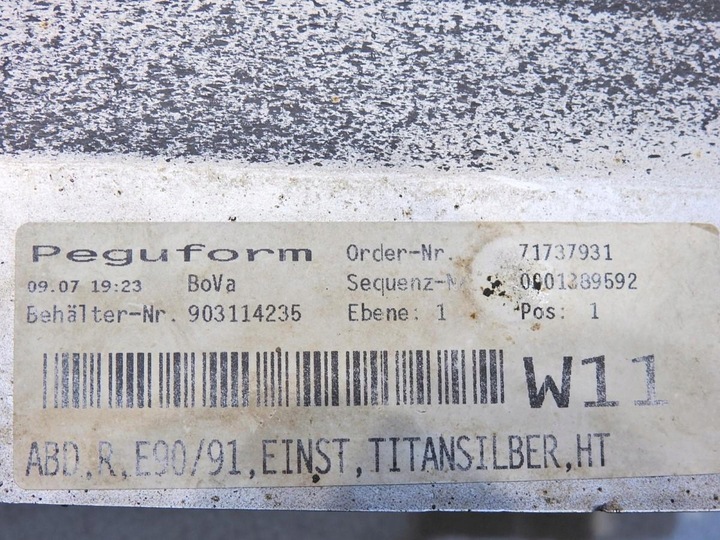 Peguform Order-Nr. 71737931
09.07 19:23 BoVa Sequenz-N 0001389592
Behälter-Nr. 903114235 Ebene: 1 Pos: 1
W11
ABD,R,E90/91,EINST,TITANSILBER,HT